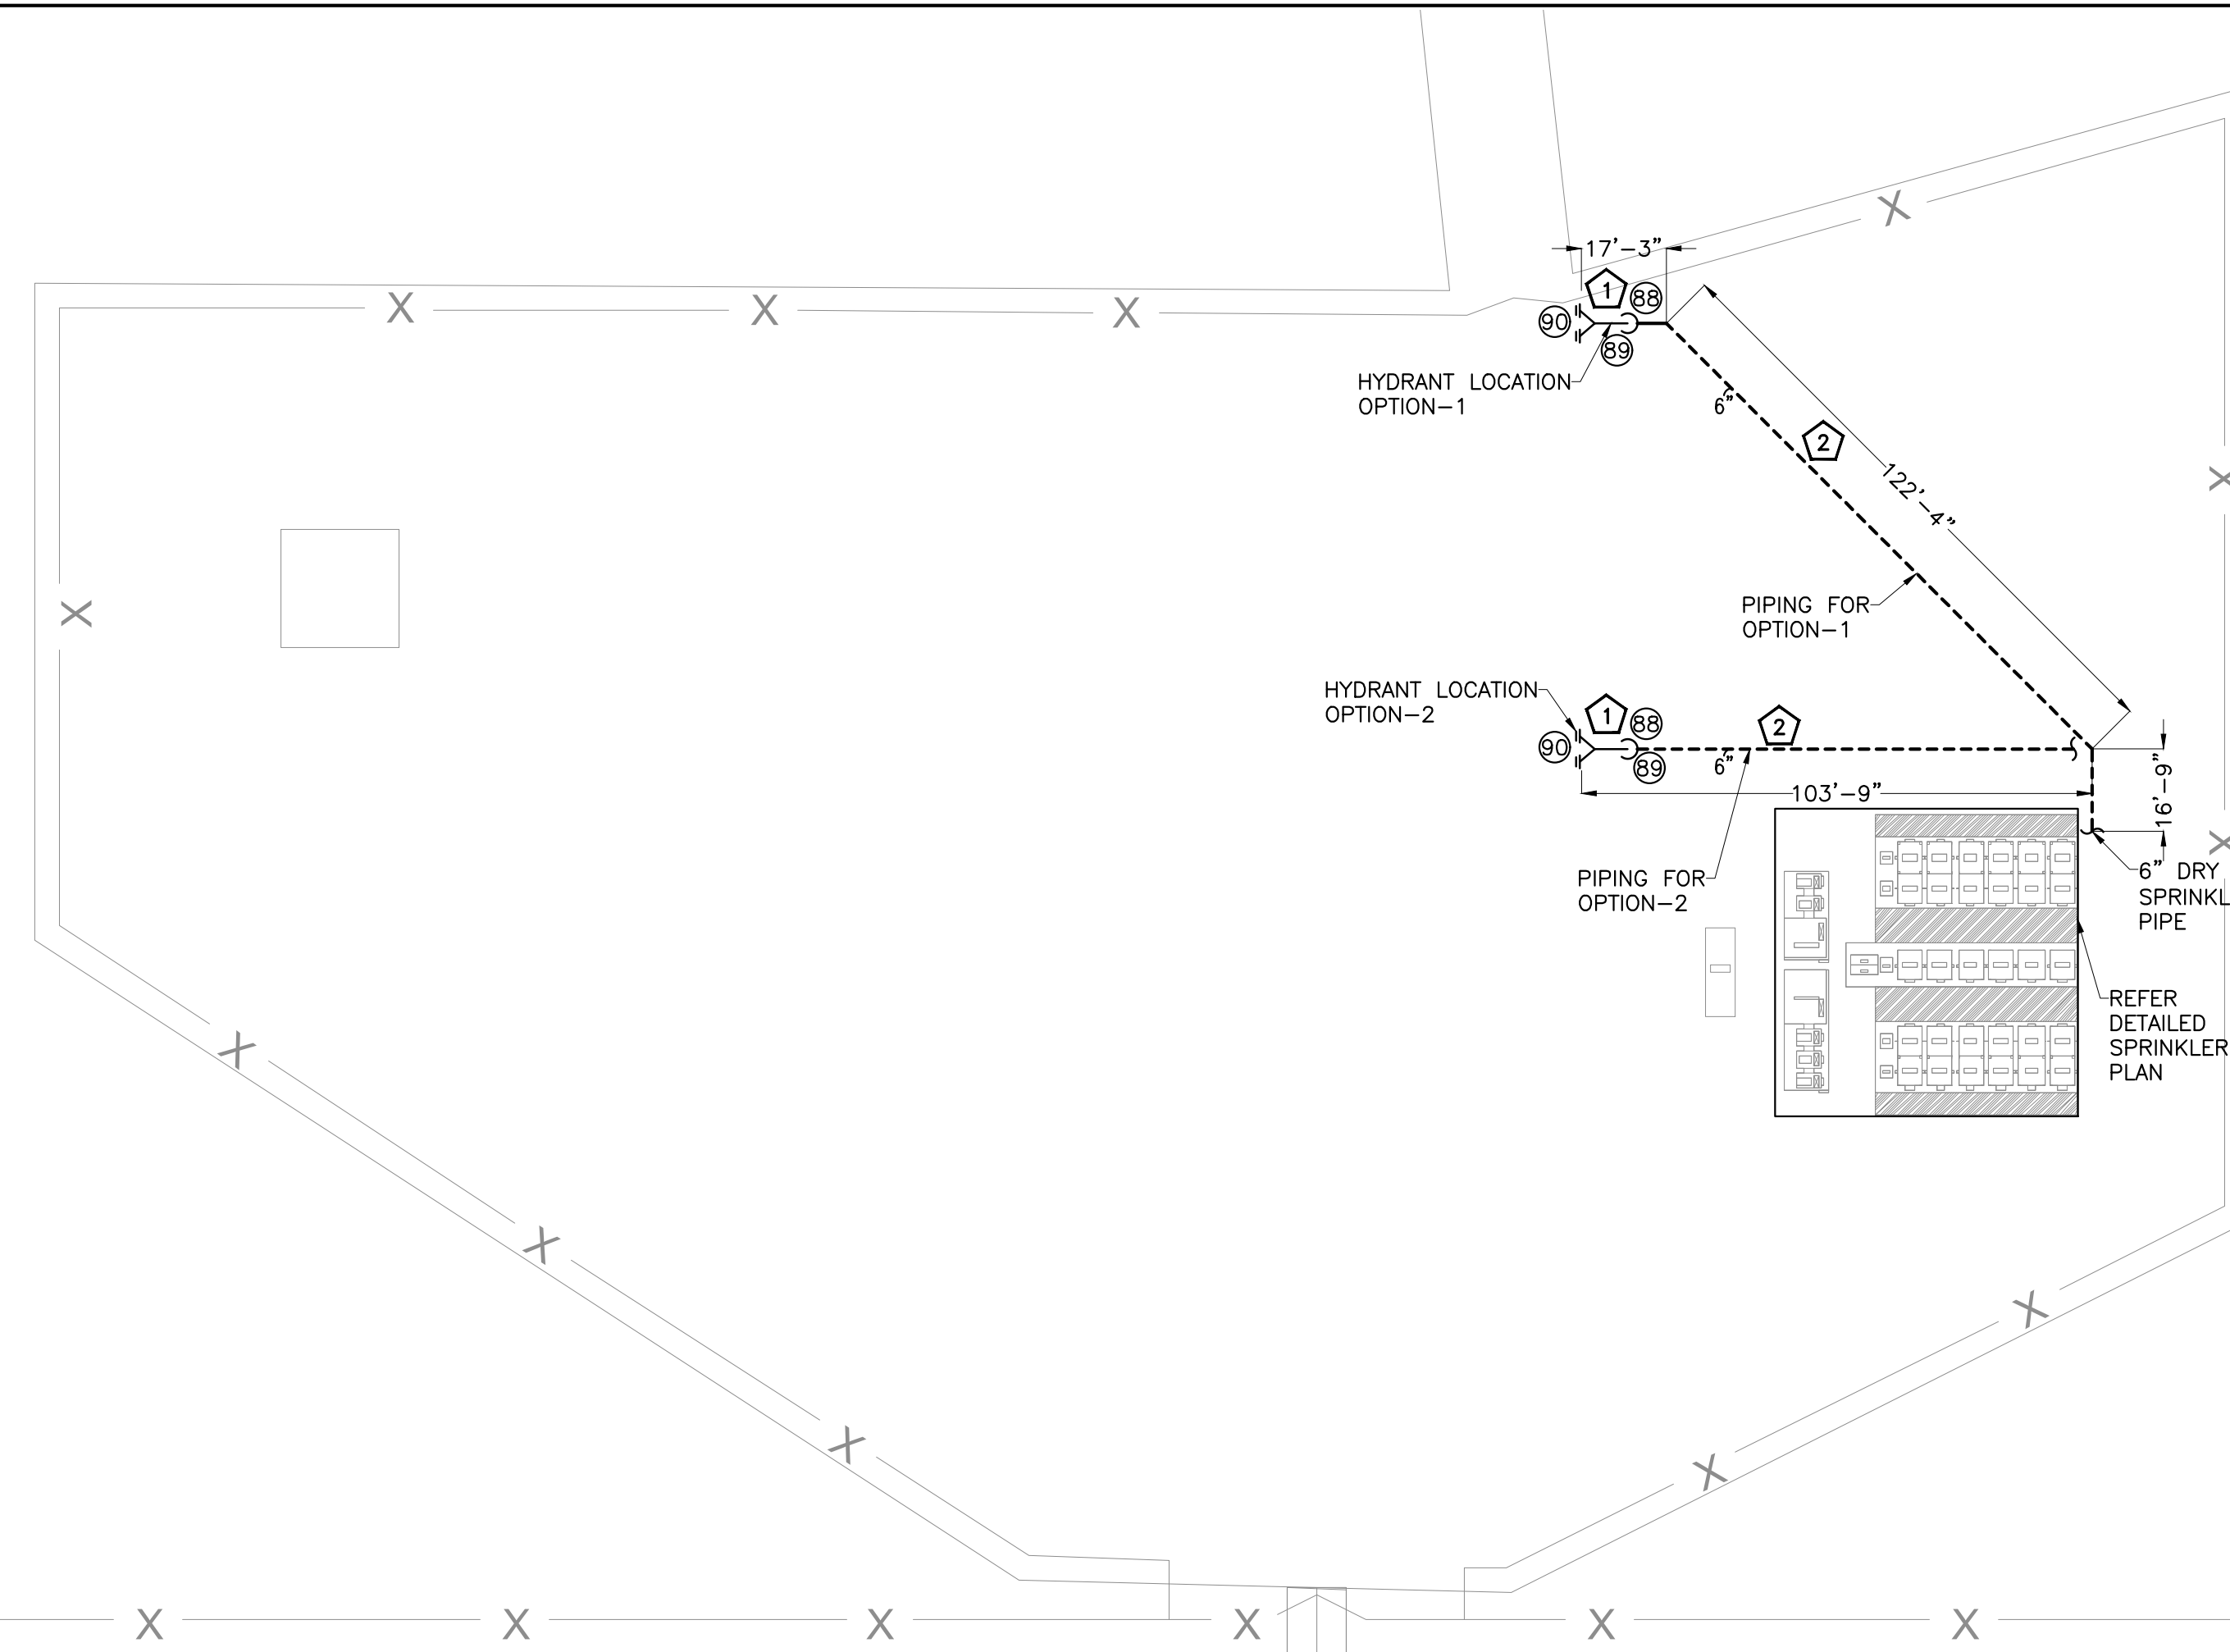 X
17'-3"
1
88
90
89
X
X
X
HYDRANT LOCATION
OPTION-1
6"
2
122'-4"
X
X
PIPING FOR
OPTION-1
HYDRANT LOCATION
OPTION-2
1
88
2
90
89
6"
103'-9"
16'-9"
X
PIPING FOR
OPTION-2
6" DRY
SPRINKL
PIPE
REFER
DETAILED
SPRINKLER
PLAN
X
X
X
X
X
X
X
X
X
X
X